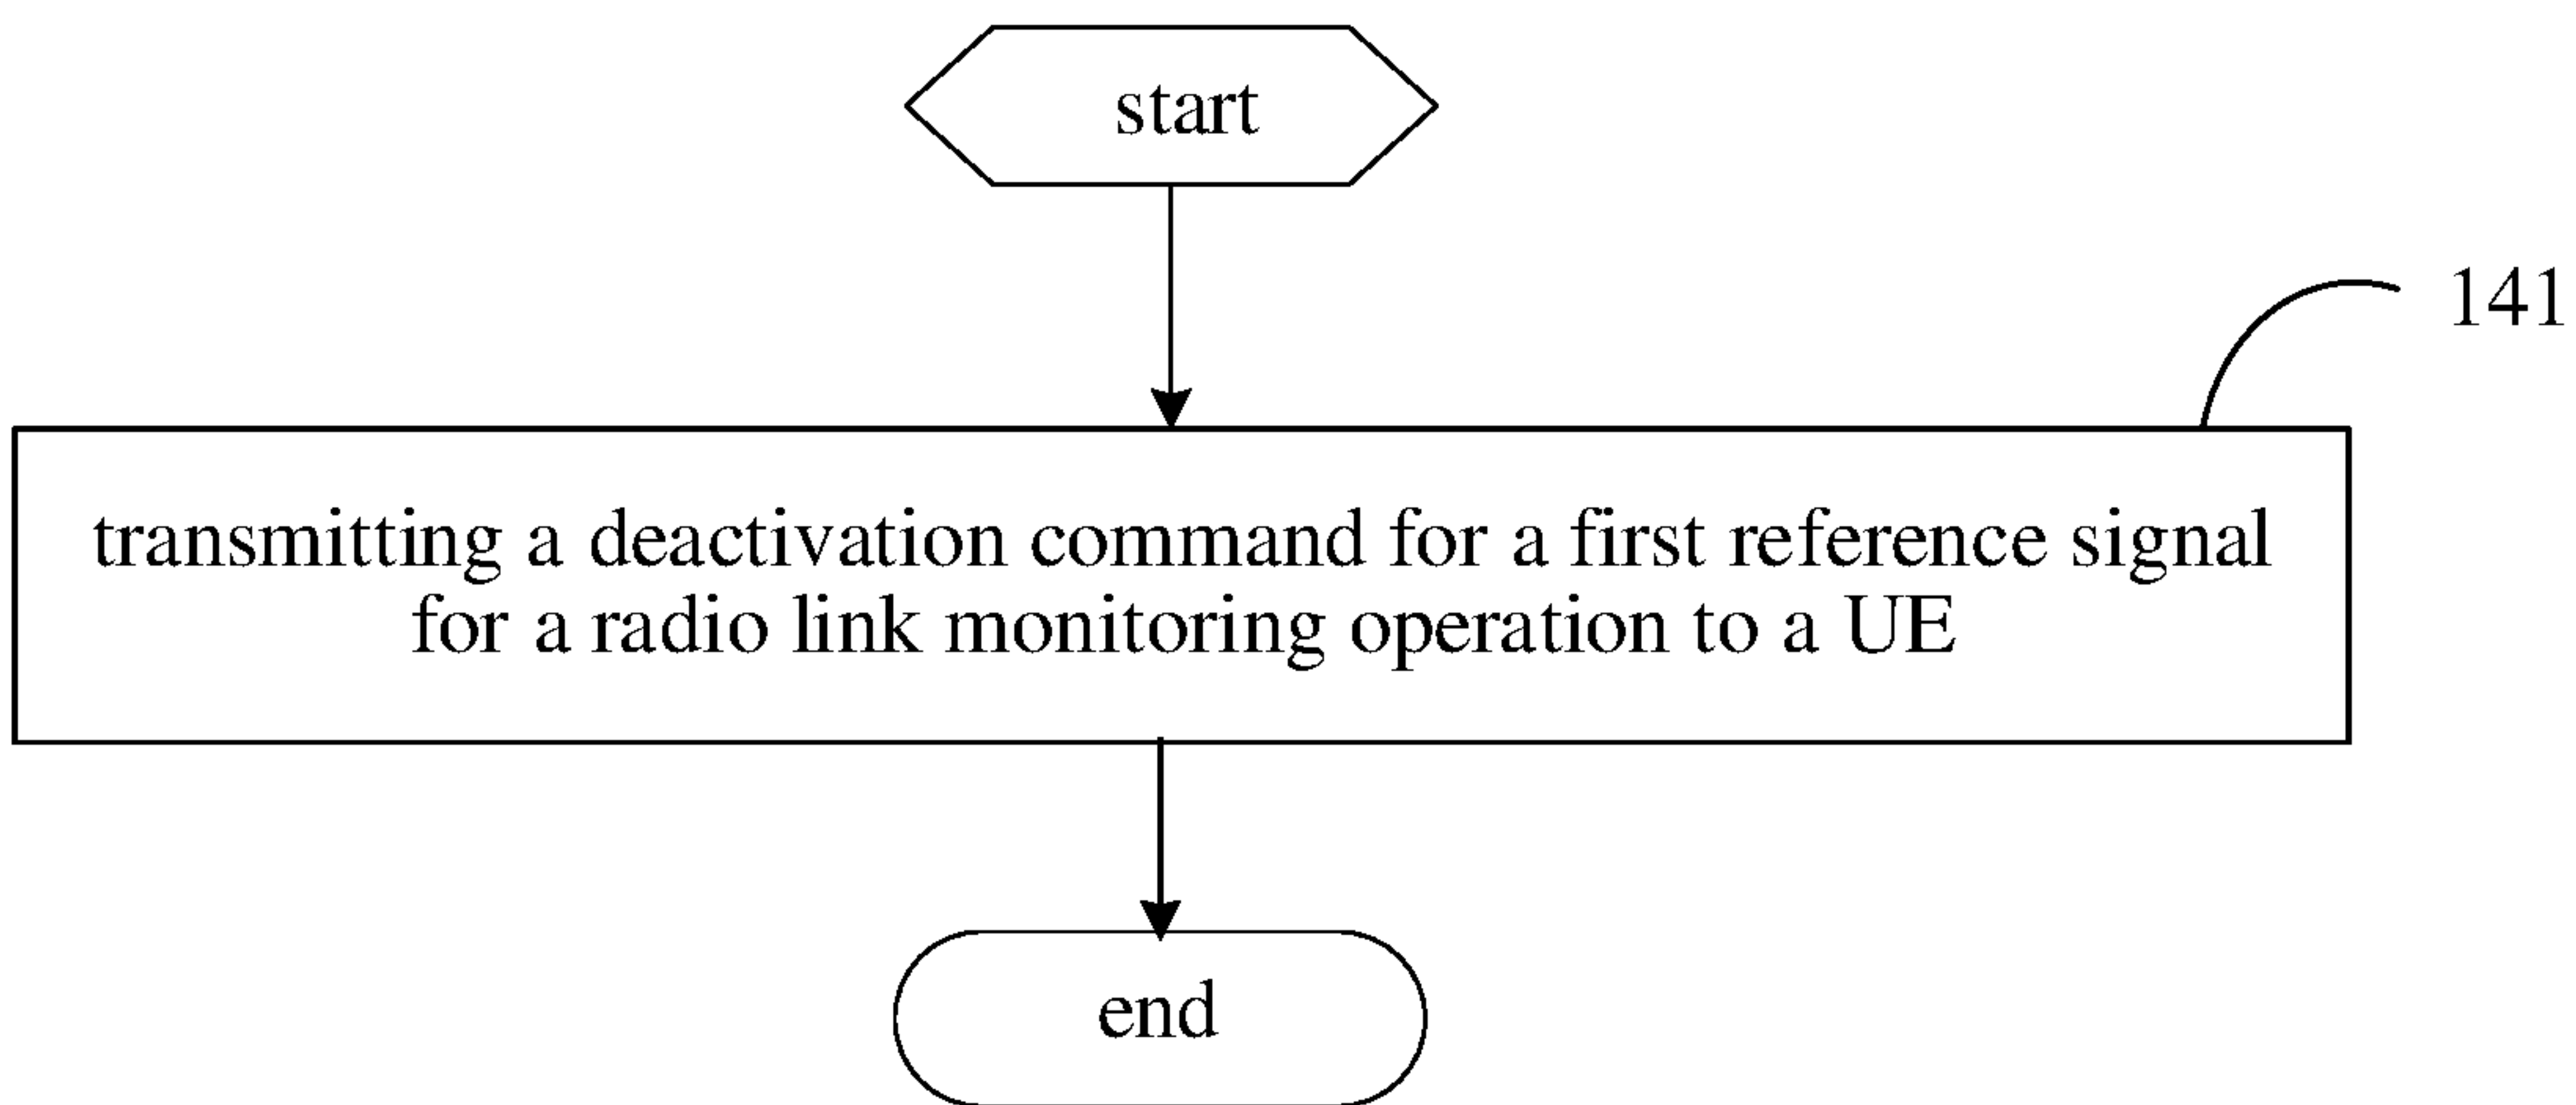 start
141
transmitting a deactivation command for a first reference signal
for a radio link monitoring operation to a UE
end